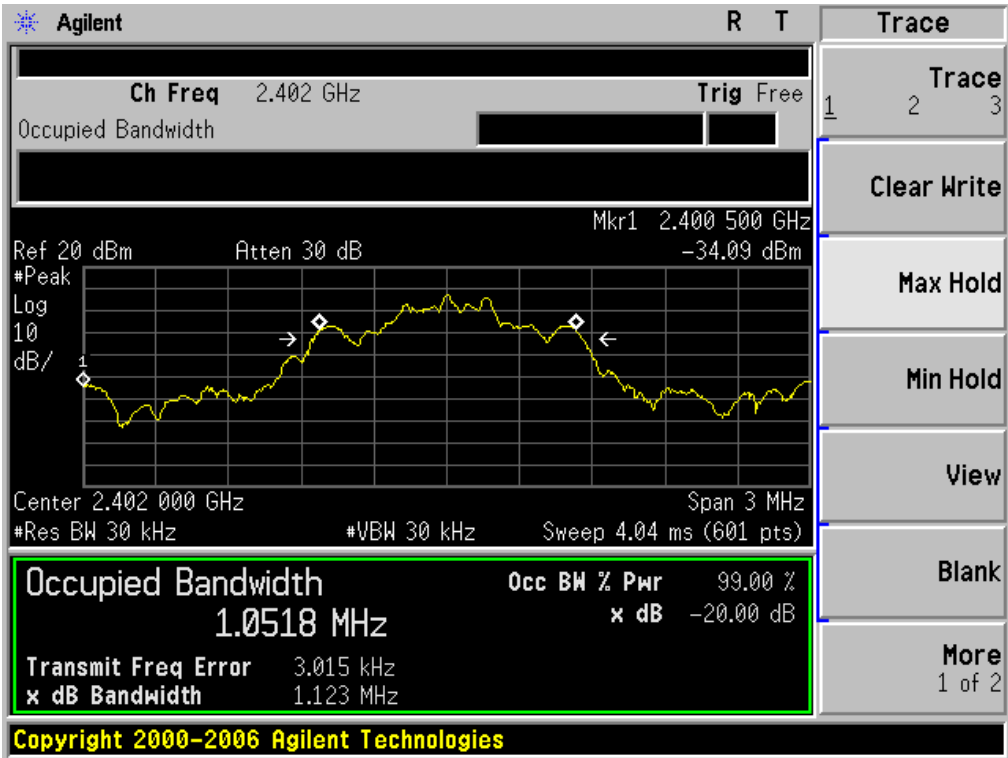 Agilent R T Trace
Ch Freq 2.402 GHz Trig Free
Occupied Bandwidth
Trace
1 2 3
Clear Write
Max Hold
Min Hold
View
Blank
More
1 of 2
Mkr1 2.400 500 GHz
Ref 20 dBm Atten 30 dB -34.09 dBm
#Peak
Log
10
dB/
1
Center 2.402 000 GHz Span 3 MHz
#Res BW 30 kHz #VBW 30 kHz Sweep 4.04 ms (601 pts)
Occupied Bandwidth Occ BW % Pwr 99.00 %
1.0518 MHz x dB -20.00 dB
Transmit Freq Error 3.015 kHz
x dB Bandwidth 1.123 MHz
Copyright 2000-2006 Agilent Technologies